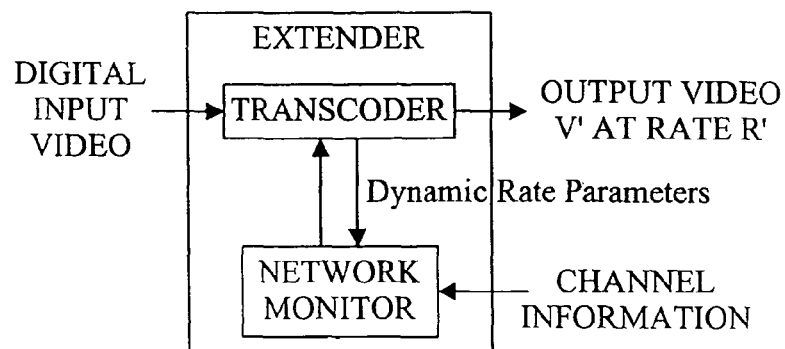 EXTENDER
DIGITAL
INPUT
VIDEO
TRANSCODER
OUTPUT VIDEO
V' AT RATE R'
Dynamic Rate Parameters
NETWORK
MONITOR
CHANNEL
INFORMATION